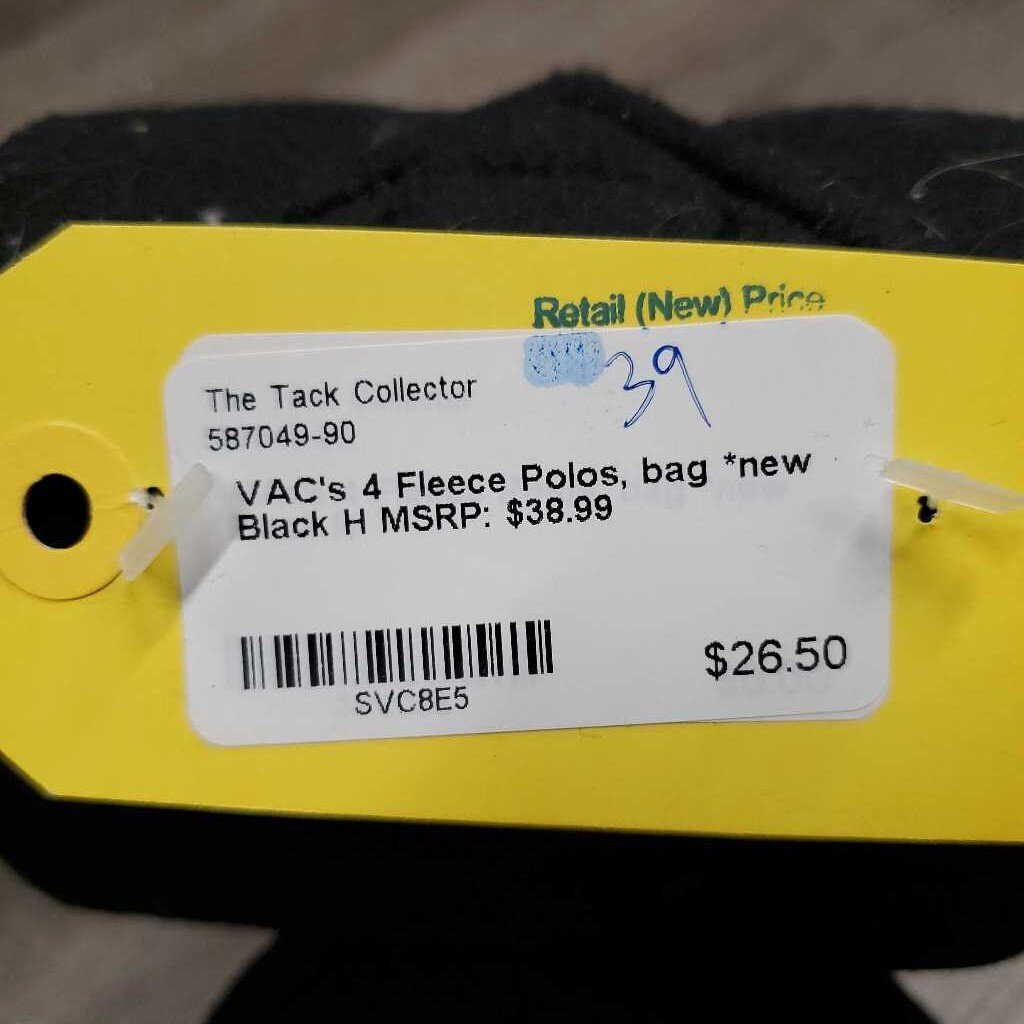 Retail (New) Price
39
The Tack Collector
587049-90
VAC's 4 Fleece Polos, bag *new
Black H MSRP: $38.99
SVC8E5
$26.50